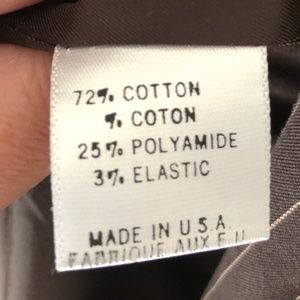 72% COTTON
% COTON
25% POLYAMIDE
3% ELASTIC
MADE IN U.S.A.
FABRIQUE AUX E.U.